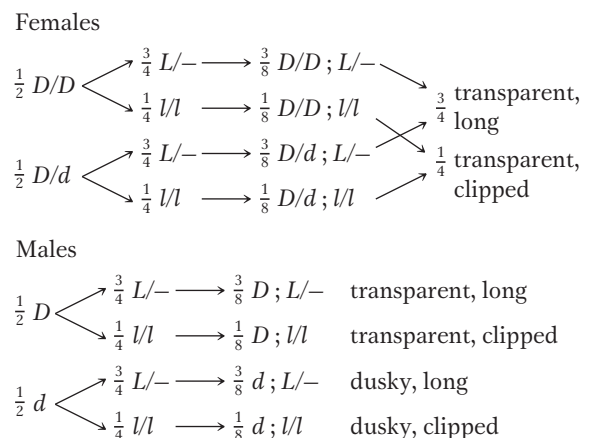 Females
1/2 D/D
3/4 L/– → 3/8 D/D ; L/–
1/4 l/l → 1/8 D/D ; l/l
1/2 D/d
3/4 L/– → 3/8 D/d ; L/–
1/4 l/l → 1/8 D/d ; l/l
3/4 transparent,
long
1/4 transparent,
clipped
Males
1/2 D
3/4 L/– → 3/8 D ; L/– transparent, long
1/4 l/l → 1/8 D ; l/l transparent, clipped
1/2 d
3/4 L/– → 3/8 d ; L/– dusky, long
1/4 l/l → 1/8 d ; l/l dusky, clipped